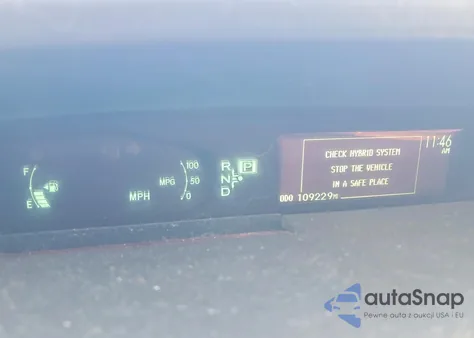 F
E
MPH
MPG
100
50
0
R
N
D
P
CHECK HYBRID SYSTEM
STOP THE VEHICLE
IN A SAFE PLACE
11:46
AM
ODO 109229
autaSnap
Pewne auta z aukcji USA i EU